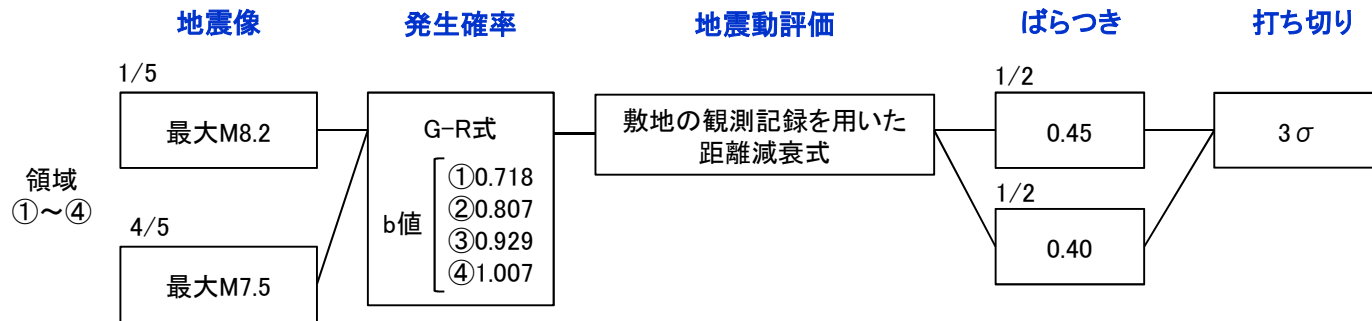 地震像
発生確率
地震動評価
ばらつき
打ち切り
領域
①～④
1/5
最大M8.2
4/5
最大M7.5
G-R式
b値
①0.718
②0.807
③0.929
④1.007
敷地の観測記録を用いた
距離減衰式
1/2
0.45
1/2
0.40
3σ